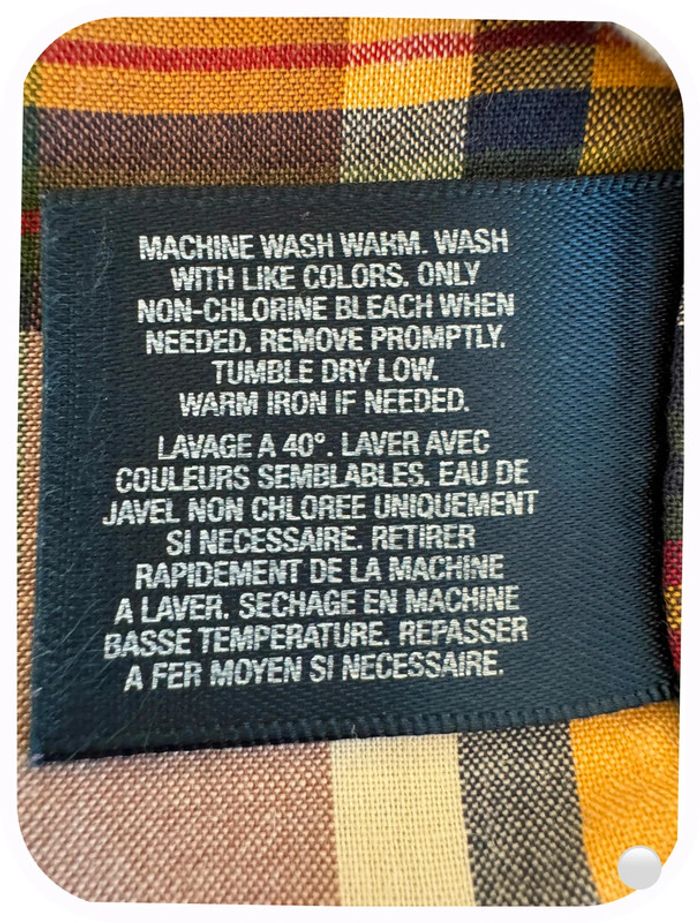 MACHINE WASH WARM. WASH
WITH LIKE COLORS. ONLY
NON-CHLORINE BLEACH WHEN
NEEDED. REMOVE PROMPTLY.
TUMBLE DRY LOW.
WARM IRON IF NEEDED.
LAVAGE A 40°. LAVER AVEC
COULEURS SEMBLABLES. EAU DE
JAVEL NON CHLOREE UNIQUEMENT
SI NECESSAIRE. RETIRER
RAPIDEMENT DE LA MACHINE
A LAVER. SECHAGE EN MACHINE
BASSE TEMPERATURE. REPASSER
A FER MOYEN SI NECESSAIRE.